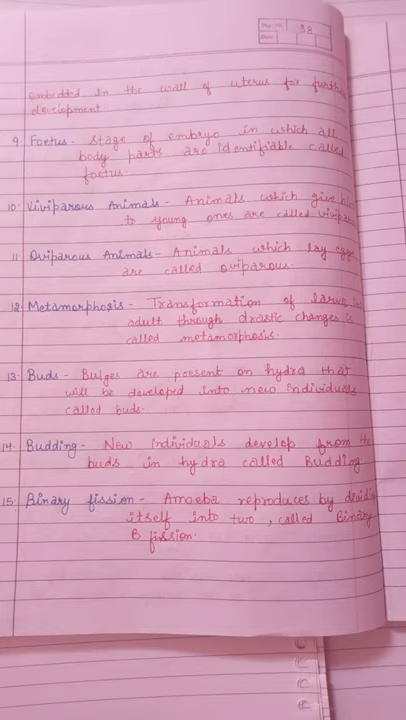 Pg. No. 38
Date
embedded in the wall of uterus for further
development
9. Foetus - stage of embryo in which all
body parts are identifiable called
foetus.
10. Viviparous Animals - Animals which give
to young ones are called
11. Oviparous Animals - Animals which lay eggs
are called oviparous.
12. Metamorphosis - Transformation of larva
adult through drastic changes is
called metamorphosis.
13. Buds - Bulges are present on hydra that
will be developed into new individuals
called buds.
14. Budding - New individuals develop from the
buds in hydra called Budding
15. Binary fission - Amoeba reproduces by
itself into two, called Binary
B fission.